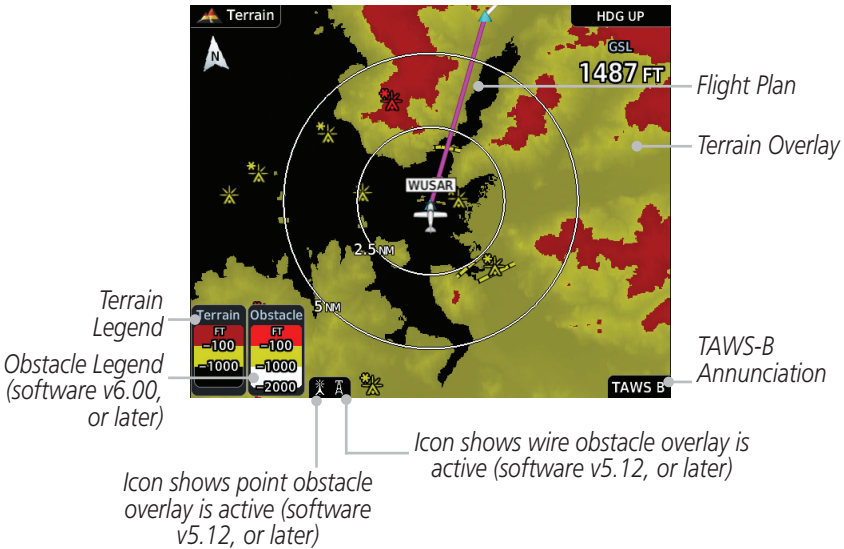 Terrain
HDG UP
N
GSL
1487 FT
Flight Plan
Terrain Overlay
WUSAR
2.5 NM
5 NM
Terrain
Legend
Terrain
FT
-100
-1000
Obstacle
FT
-100
-1000
-2000
Obstacle Legend
(software v6.00,
or later)
TAWS-B
Annunciation
TAWS B
Icon shows wire obstacle overlay is
active (software v5.12, or later)
Icon shows point obstacle
overlay is active (software
v5.12, or later)